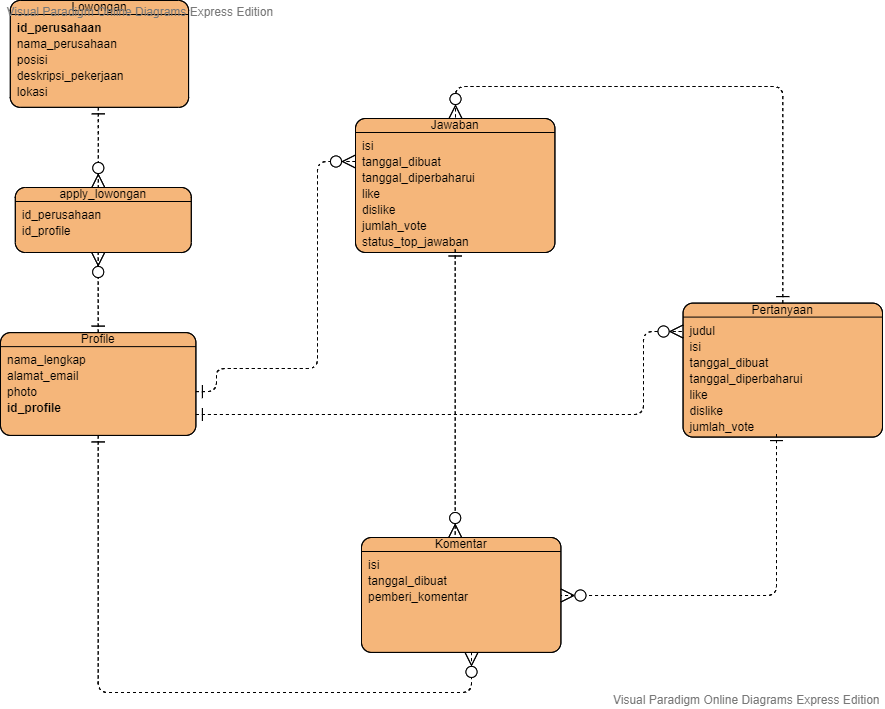 Visual Paradigm Online Diagrams Express Edition
Lowongan
id_perusahaan
nama_perusahaan
posisi
deskripsi_pekerjaan
lokasi
apply_lowongan
id_perusahaan
id_profile
Profile
nama_lengkap
alamat_email
photo
id_profile
Jawaban
isi
tanggal_dibuat
tanggal_diperbaharui
like
dislike
jumlah_vote
status_top_jawaban
Pertanyaan
judul
isi
tanggal_dibuat
tanggal_diperbaharui
like
dislike
jumlah_vote
Komentar
isi
tanggal_dibuat
pemberi_komentar
Visual Paradigm Online Diagrams Express Edition